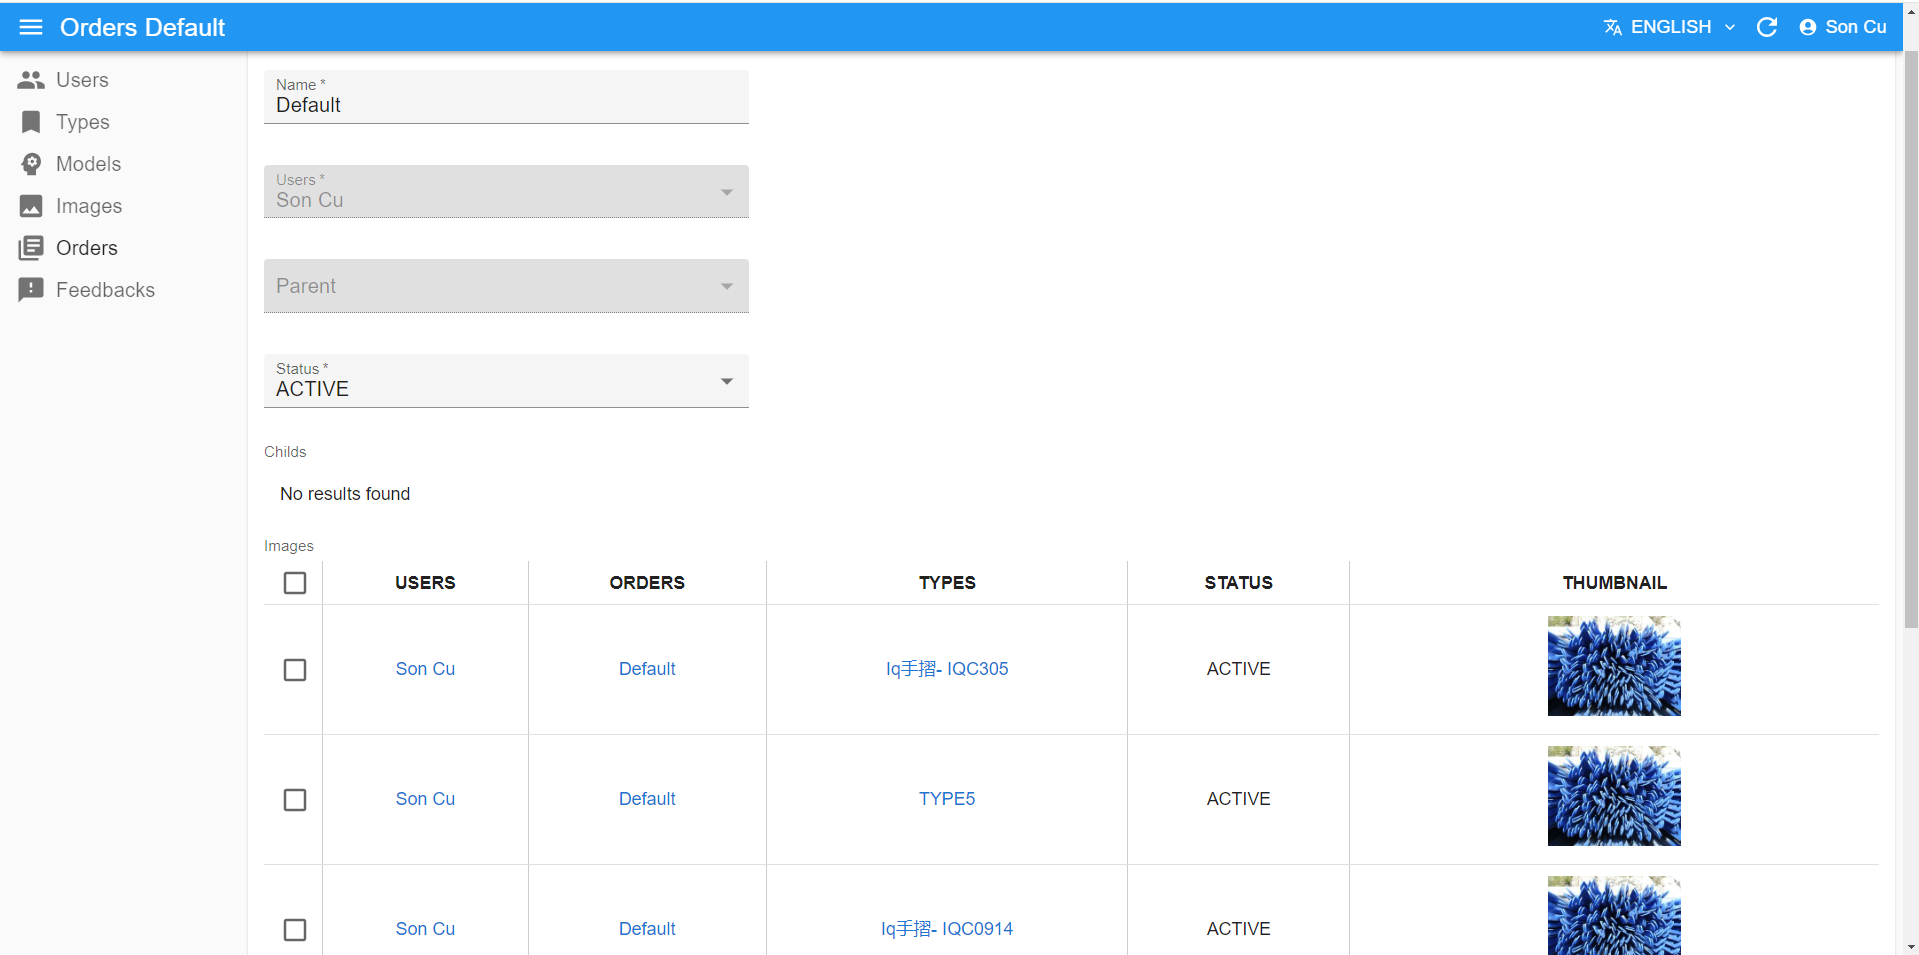 Orders Default
ENGLISH
Son Cu
Users
Types
Models
Images
Orders
Feedbacks
Name *
Default
Users *
Son Cu
Parent
Status *
ACTIVE
Childs
No results found
Images
USERS ORDERS TYPES STATUS THUMBNAIL
Son Cu Default Iq手摺- IQC305 ACTIVE
Son Cu Default TYPE5 ACTIVE
Son Cu Default Iq手摺- IQC0914 ACTIVE